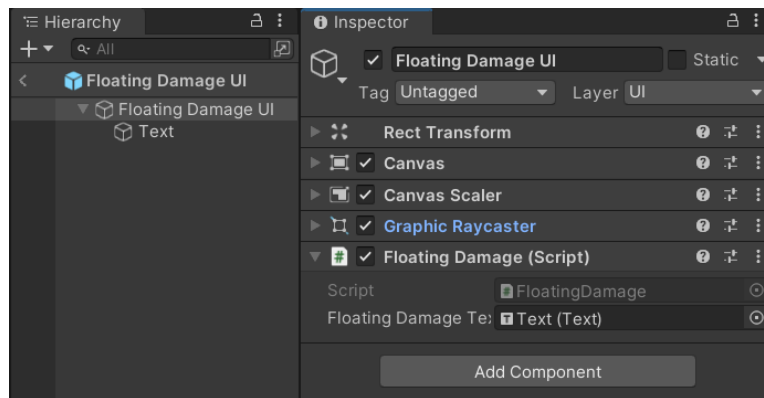 Hierarchy
All
Floating Damage UI
Floating Damage UI
Text
Inspector
Floating Damage UI
Static
Tag Untagged Layer UI
Rect Transform
Canvas
Canvas Scaler
Graphic Raycaster
# Floating Damage (Script)
Script # FloatingDamage
Floating Damage Te T Text (Text)
Add Component